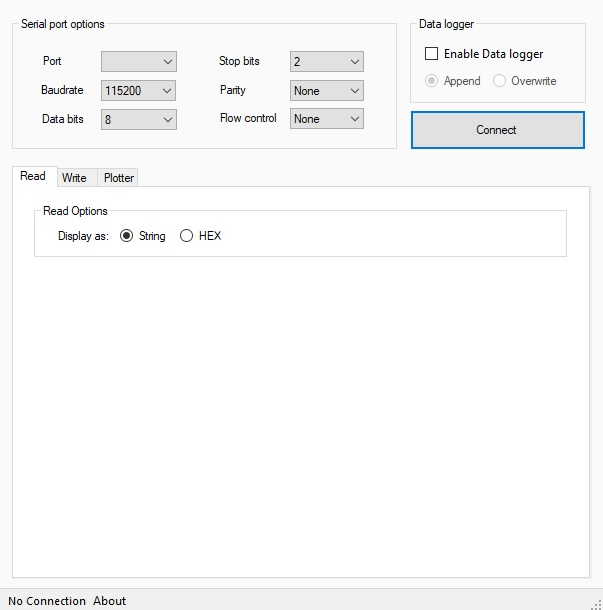 Serial port options
Data logger
Port
Stop bits 2
Enable Data logger
Baudrate 115200
Parity None
Append Overwrite
Data bits 8
Flow control None
Connect
Read Write Plotter
Read Options
Display as: String HEX
No Connection About